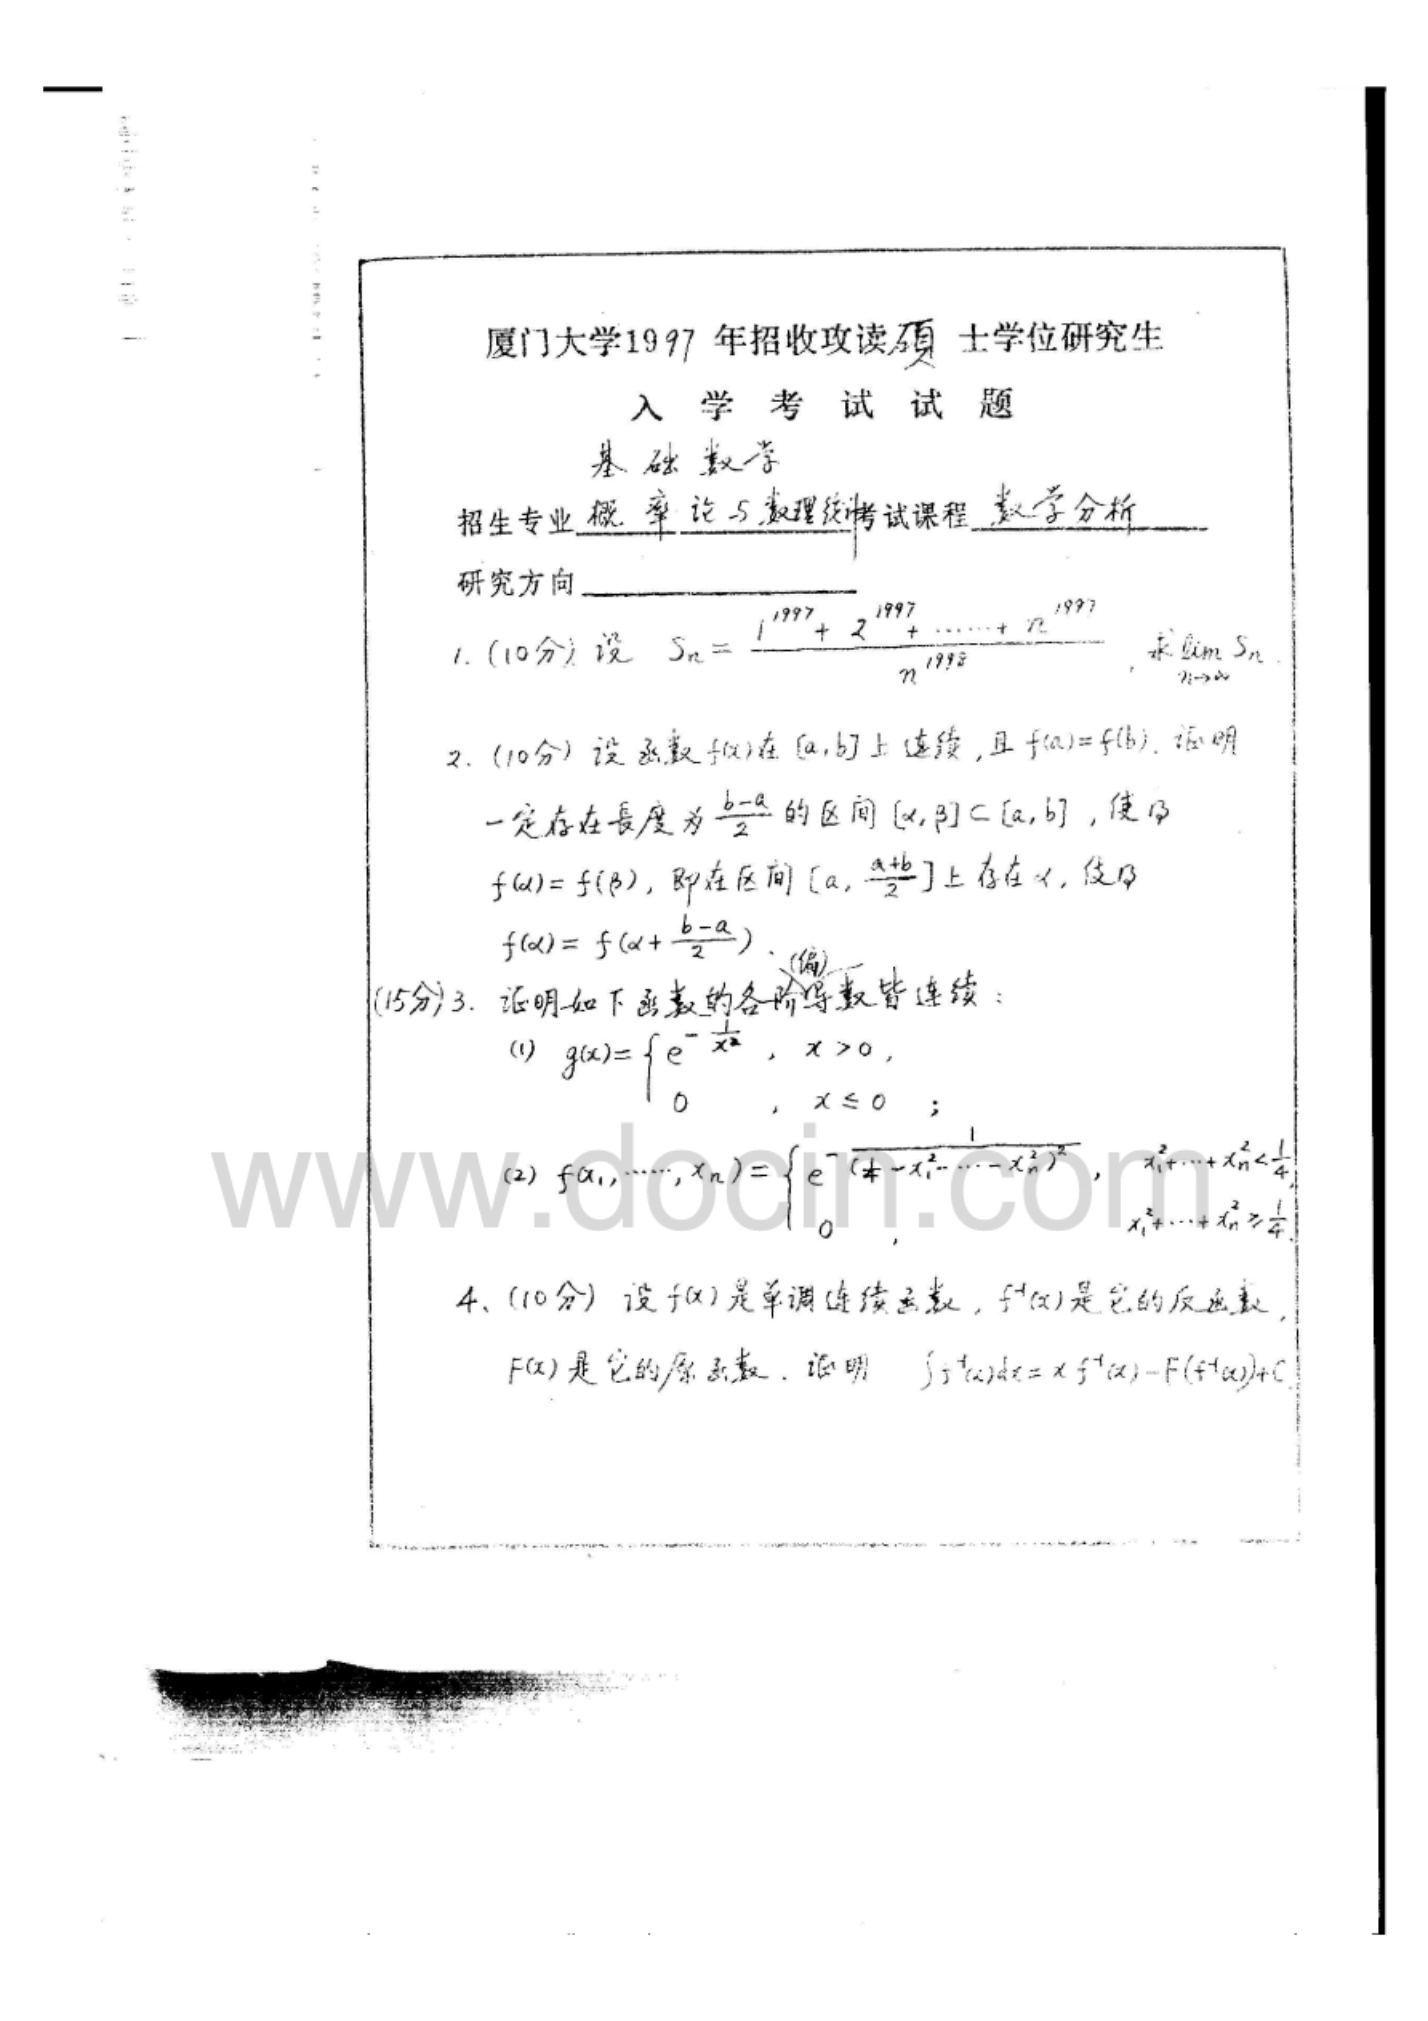 厦门大学1997 年招收攻读硕 士学位研究生
入 学 考 试 试 题
基础数学
招生专业 概率论与数理统计 考试课程 数学分析
研究方向
1. (10分) 设 Sn = (1^1997 + 2^1997 + …… + n^1997) / n^1998 , 求 lim n→∞ Sn.
2. (10分) 设函数 f(x) 在 [a,b] 上连续, 且 f(a)=f(b). 证明
一定存在長度为 (b-a)/2 的区间 [α,β]⊂[a,b], 使得
f(α)=f(β), 即在区间 [a, (a+b)/2] 上存在 α, 使得
f(α)= f(α+ (b-a)/2).
(15分) 3. 证明如下函数的各阶(偏)导数皆连续:
(1) g(x)= { e^(-1/x²) , x>0,
0 , x≤0 ;
(2) f(x₁,……,xn)= { e^(-1/(1/4-x₁²-…-xn²)²) , x₁²+…+xn²<1/4,
0 , x₁²+…+xn²≥1/4.
4、(10分) 设 f(x) 是单调连续函数, f⁻¹(x) 是它的反函数,
F(x) 是它的原函数. 证明 ∫f⁻¹(x)dx = x f⁻¹(x)-F(f⁻¹(x))+C.
www.docin.com